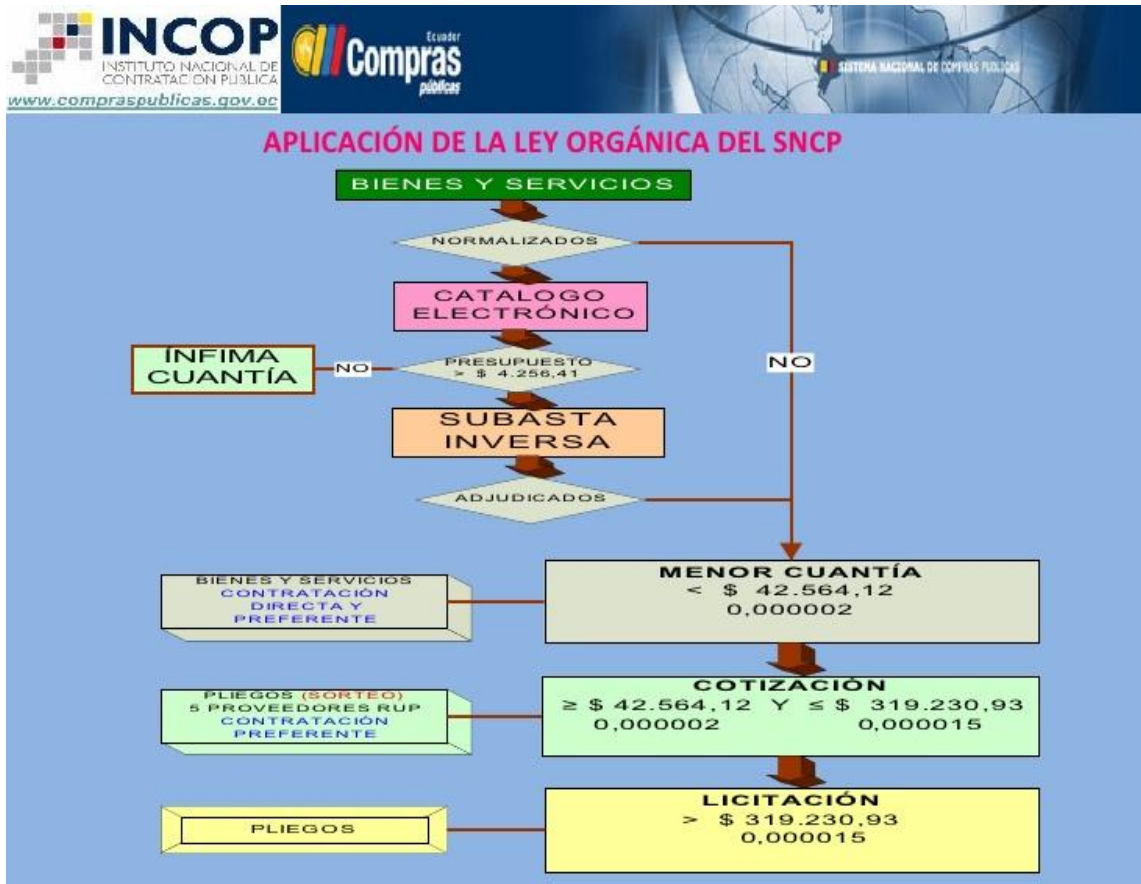 INCOP
INSTITUTO NACIONAL DE
CONTRATACION PUBLICA
www.compraspublicas.gov.ec
Ecuador
Compras
públicas
SISTEMA NACIONAL DE COMPRAS PUBLICAS
APLICACIÓN DE LA LEY ORGÁNICA DEL SNCP
BIENES Y SERVICIOS
NORMALIZADOS
CATALOGO
ELECTRÓNICO
ÍNFIMA
CUANTÍA
NO
PRESUPUESTO
> $ 4.256,41
NO
SUBASTA
INVERSA
ADJUDICADOS
BIENES Y SERVICIOS
CONTRATACIÓN
DIRECTA Y
PREFERENTE
MENOR CUANTÍA
< $ 42.564,12
0,000002
PLIEGOS (SORTEO)
5 PROVEEDORES RUP
CONTRATACIÓN
PREFERENTE
COTIZACIÓN
≥ $ 42.564,12 Y ≤ $ 319.230,93
0,000002 0,000015
PLIEGOS
LICITACIÓN
> $ 319.230,93
0,000015